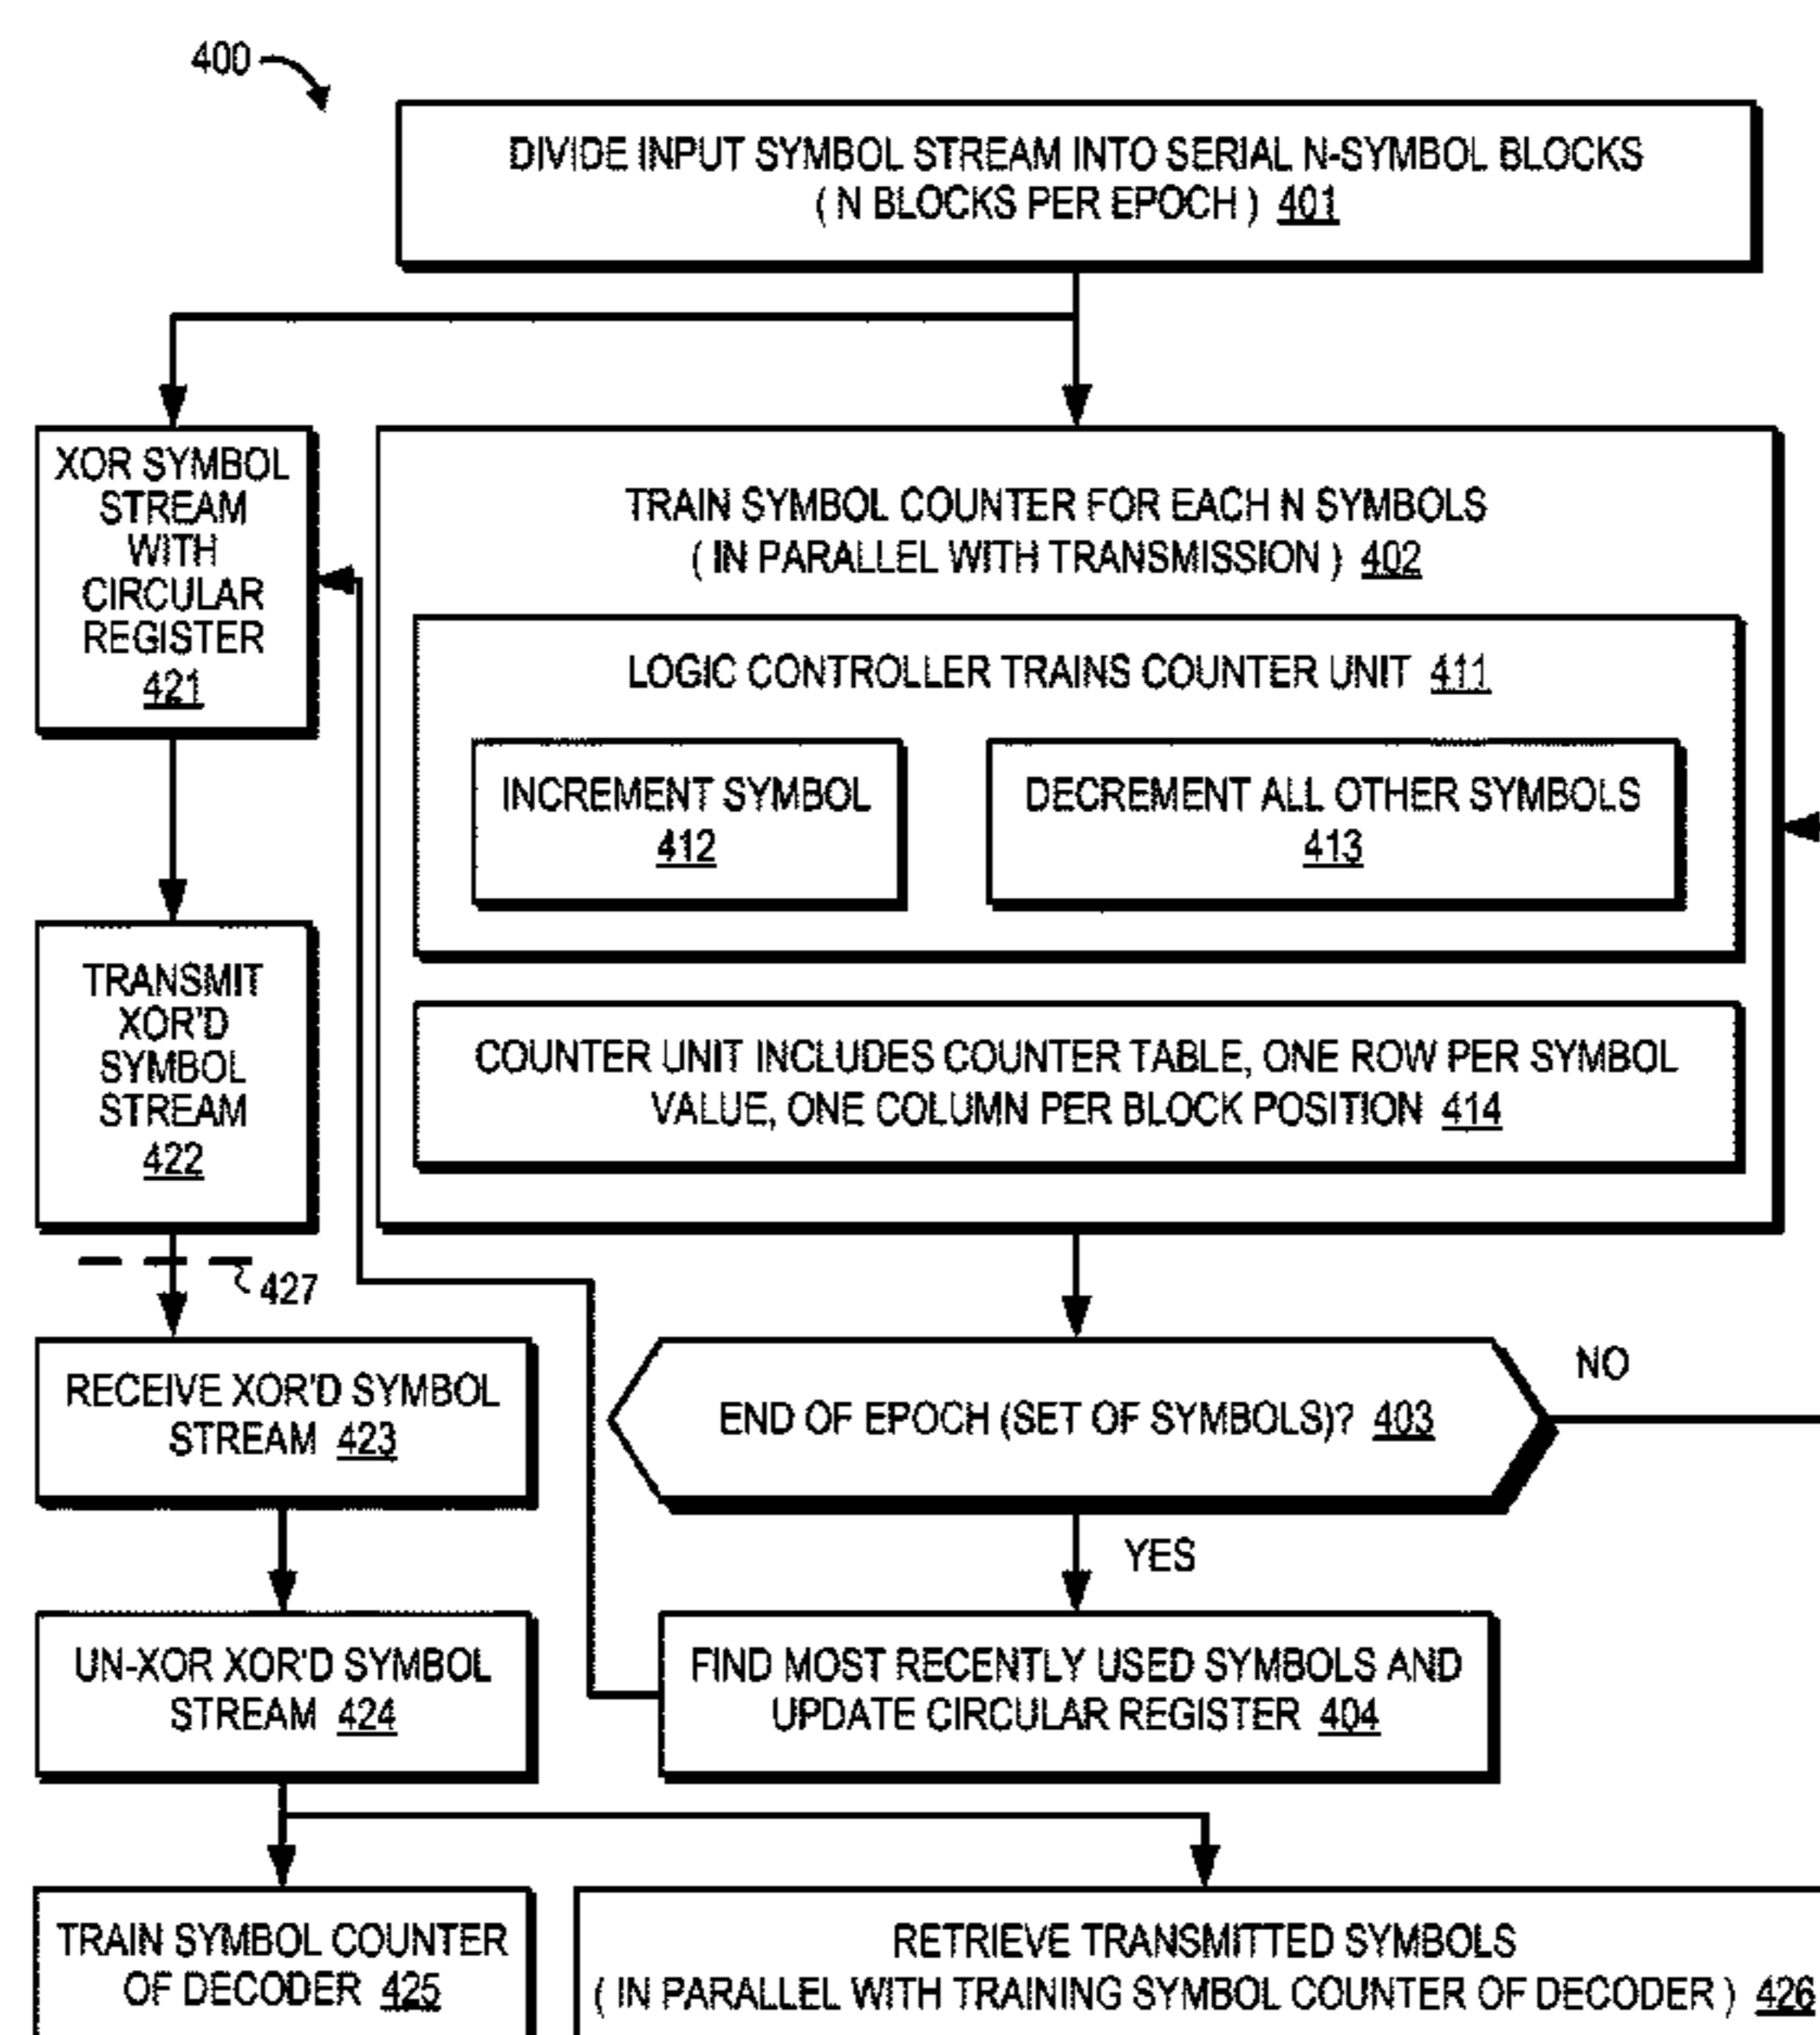 400
DIVIDE INPUT SYMBOL STREAM INTO SERIAL N-SYMBOL BLOCKS
( N BLOCKS PER EPOCH ) 401
XOR SYMBOL
STREAM
WITH
CIRCULAR
REGISTER
421
TRAIN SYMBOL COUNTER FOR EACH N SYMBOLS
( IN PARALLEL WITH TRANSMISSION ) 402
LOGIC CONTROLLER TRAINS COUNTER UNIT 411
INCREMENT SYMBOL
412
DECREMENT ALL OTHER SYMBOLS
413
COUNTER UNIT INCLUDES COUNTER TABLE, ONE ROW PER SYMBOL
VALUE, ONE COLUMN PER BLOCK POSITION 414
TRANSMIT
XOR'D
SYMBOL
STREAM
422
427
RECEIVE XOR'D SYMBOL
STREAM 423
END OF EPOCH (SET OF SYMBOLS)? 403
NO
YES
UN-XOR XOR'D SYMBOL
STREAM 424
FIND MOST RECENTLY USED SYMBOLS AND
UPDATE CIRCULAR REGISTER 404
TRAIN SYMBOL COUNTER
OF DECODER 425
RETRIEVE TRANSMITTED SYMBOLS
( IN PARALLEL WITH TRAINING SYMBOL COUNTER OF DECODER ) 426